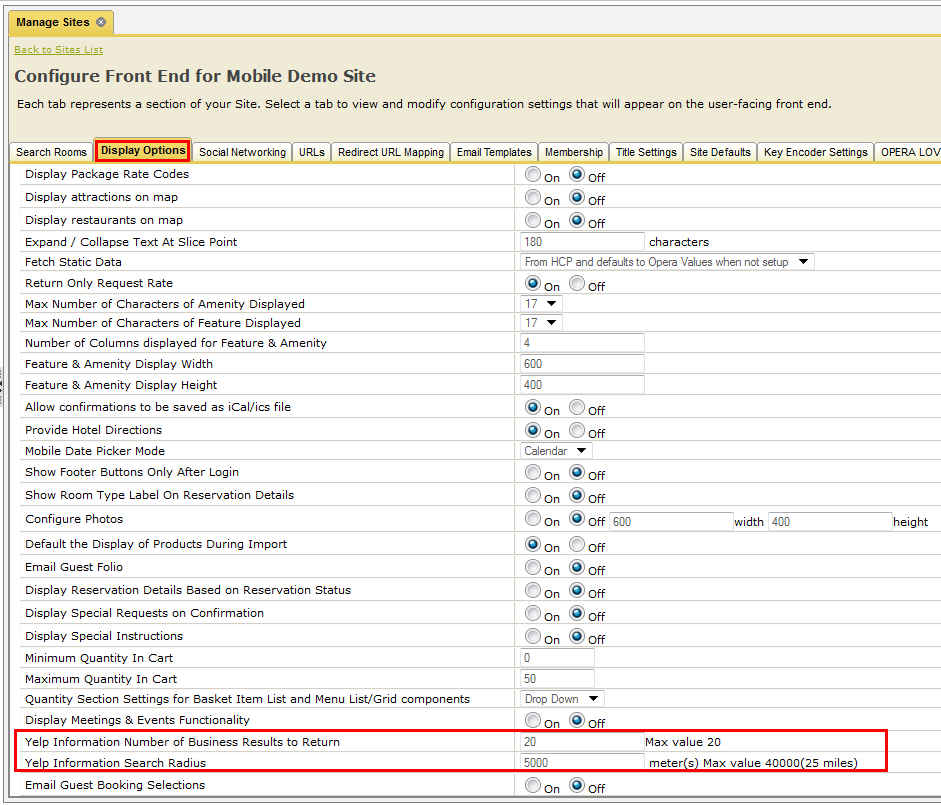 Manage Sites
Back to Sites List
Configure Front End for Mobile Demo Site
Each tab represents a section of your Site. Select a tab to view and modify configuration settings that will appear on the user-facing front end.
Search Rooms Display Options Social Networking URLs Redirect URL Mapping Email Templates Membership Title Settings Site Defaults Key Encoder Settings OPERA LOV
Display Package Rate Codes On Off
Display attractions on map On Off
Display restaurants on map On Off
Expand / Collapse Text At Slice Point 180 characters
Fetch Static Data From HCP and defaults to Opera Values when not setup
Return Only Request Rate On Off
Max Number of Characters of Amenity Displayed 17
Max Number of Characters of Feature Displayed 17
Number of Columns displayed for Feature & Amenity 4
Feature & Amenity Display Width 600
Feature & Amenity Display Height 400
Allow confirmations to be saved as iCal/ics file On Off
Provide Hotel Directions On Off
Mobile Date Picker Mode Calendar
Show Footer Buttons Only After Login On Off
Show Room Type Label On Reservation Details On Off
Configure Photos On Off 600 width 400 height
Default the Display of Products During Import On Off
Email Guest Folio On Off
Display Reservation Details Based on Reservation Status On Off
Display Special Requests on Confirmation On Off
Display Special Instructions On Off
Minimum Quantity In Cart 0
Maximum Quantity In Cart 50
Quantity Section Settings for Basket Item List and Menu List/Grid components Drop Down
Display Meetings & Events Functionality On Off
Yelp Information Number of Business Results to Return 20 Max value 20
Yelp Information Search Radius 5000 meter(s) Max value 40000(25 miles)
Email Guest Booking Selections On Off